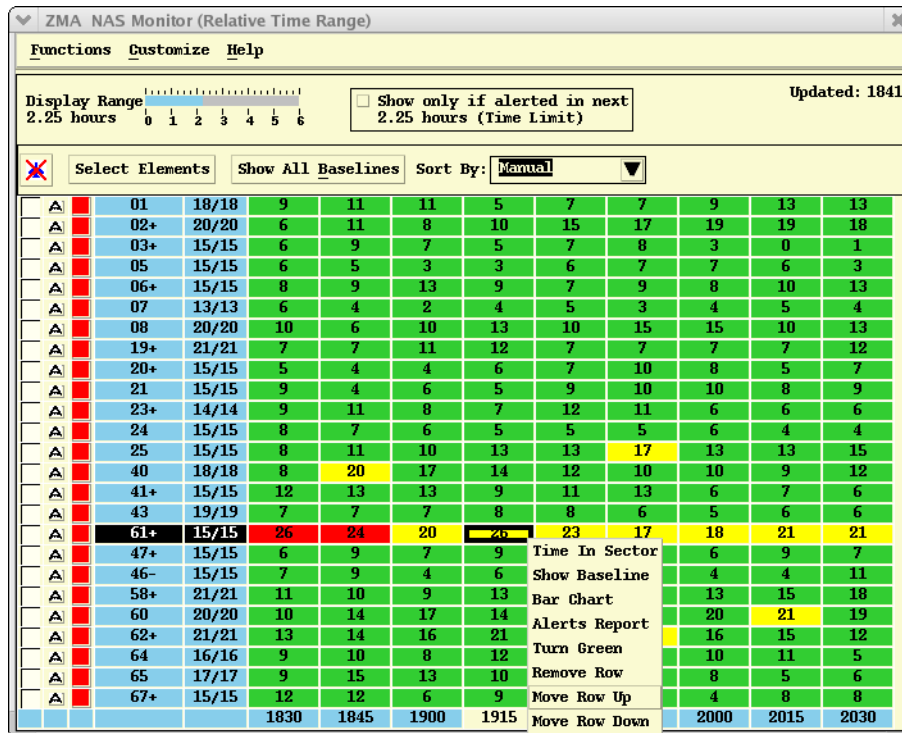 ZMA NAS Monitor (Relative Time Range)
Functions Customize Help
Display Range
2.25 hours
0 1 2 3 4 5 6
Show only if alerted in next
2.25 hours (Time Limit)
Updated: 1841
Select Elements Show All Baselines Sort By: Manual
A 01 18/18 9 11 11 5 7 7 9 13 13
A 02+ 20/20 6 11 8 10 15 17 19 19 18
A 03+ 15/15 6 9 7 5 7 8 3 0 1
A 05 15/15 6 5 3 3 6 7 7 6 3
A 06+ 15/15 8 9 13 9 7 9 8 10 13
A 07 13/13 6 4 2 4 5 3 4 5 4
A 08 20/20 10 6 10 13 10 15 15 10 13
A 19+ 21/21 7 7 11 12 7 7 7 7 12
A 20+ 15/15 5 4 4 6 7 10 8 5 7
A 21 15/15 9 4 6 5 9 10 10 8 9
A 23+ 14/14 9 11 8 7 12 11 6 6 6
A 24 15/15 8 7 6 5 5 5 6 4 4
A 25 15/15 8 11 10 13 13 17 13 13 15
A 40 18/18 8 20 17 14 12 10 10 9 12
A 41+ 15/15 12 13 13 9 11 13 6 7 6
A 43 19/19 7 7 7 8 8 6 5 6 6
A 61+ 15/15 26 24 20 26 23 17 18 21 21
A 47+ 15/15 6 9 7 9 6 9 7
A 46- 15/15 7 9 4 6 4 4 11
A 58+ 21/21 11 10 9 13 13 15 18
A 60 20/20 10 14 17 14 20 21 19
A 62+ 21/21 13 14 16 21 16 15 12
A 64 16/16 9 10 8 12 10 11 5
A 65 17/17 9 15 13 10 8 5 6
A 67+ 15/15 12 12 6 9 4 8 8
1830 1845 1900 1915 2000 2015 2030
Time In Sector
Show Baseline
Bar Chart
Alerts Report
Turn Green
Remove Row
Move Row Up
Move Row Down